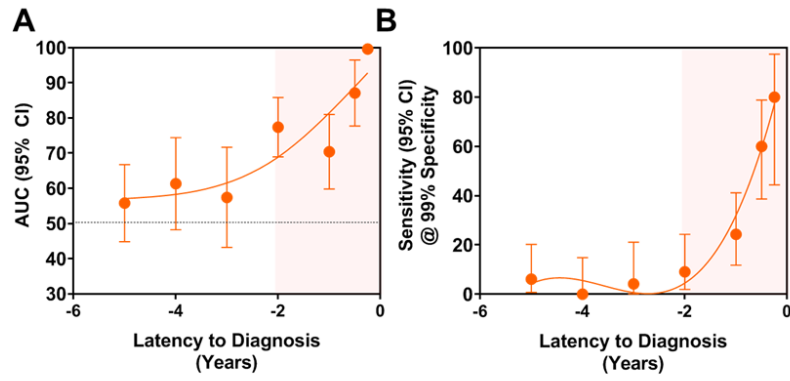 A
AUC (95% CI)
100
90
80
70
60
50
40
30
-6
-4
-2
0
Latency to Diagnosis
(Years)
B
Sensitivity (95% CI)
@ 99% Specificity
100
80
60
40
20
0
-6
-4
-2
0
Latency to Diagnosis
(Years)